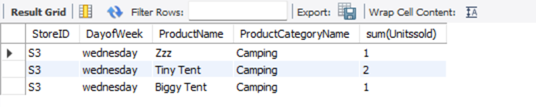 Result Grid Filter Rows: Export: Wrap Cell Content: IA
StoreID DayofWeek ProductName ProductCategoryName sum(Unitssold)
S3 wednesday Zzz Camping 1
S3 wednesday Tiny Tent Camping 2
S3 wednesday Biggy Tent Camping 1